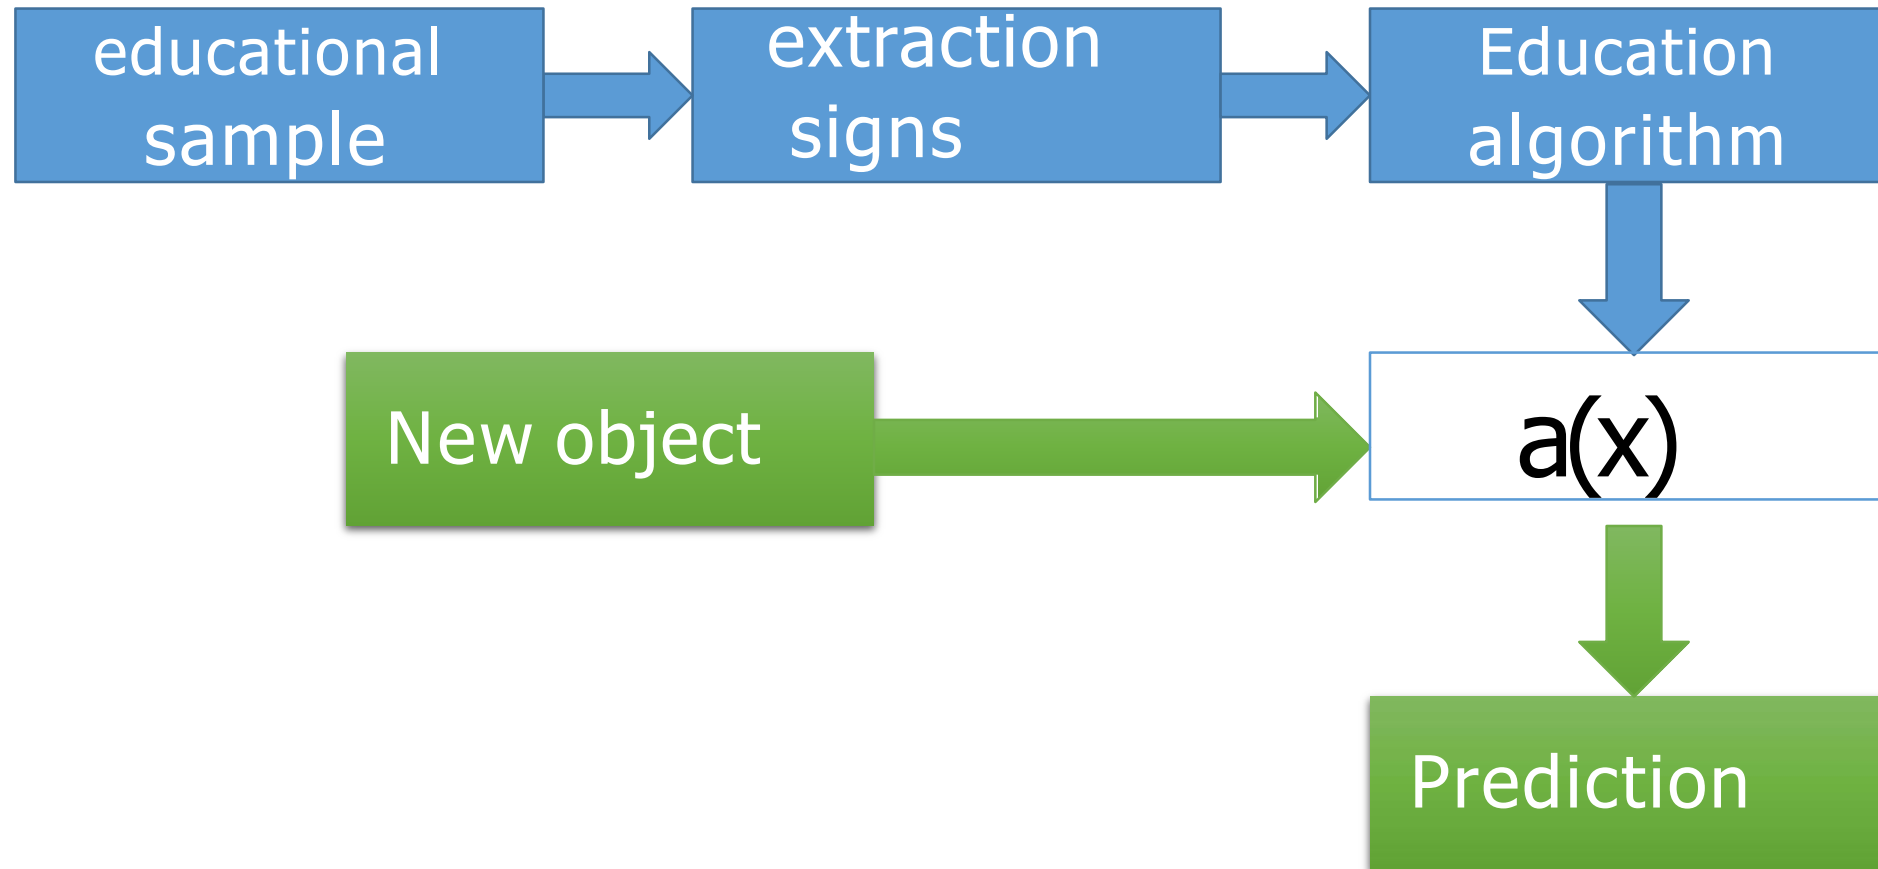 educational
sample
extraction
signs
Education
algorithm
New object
a(x)
Prediction